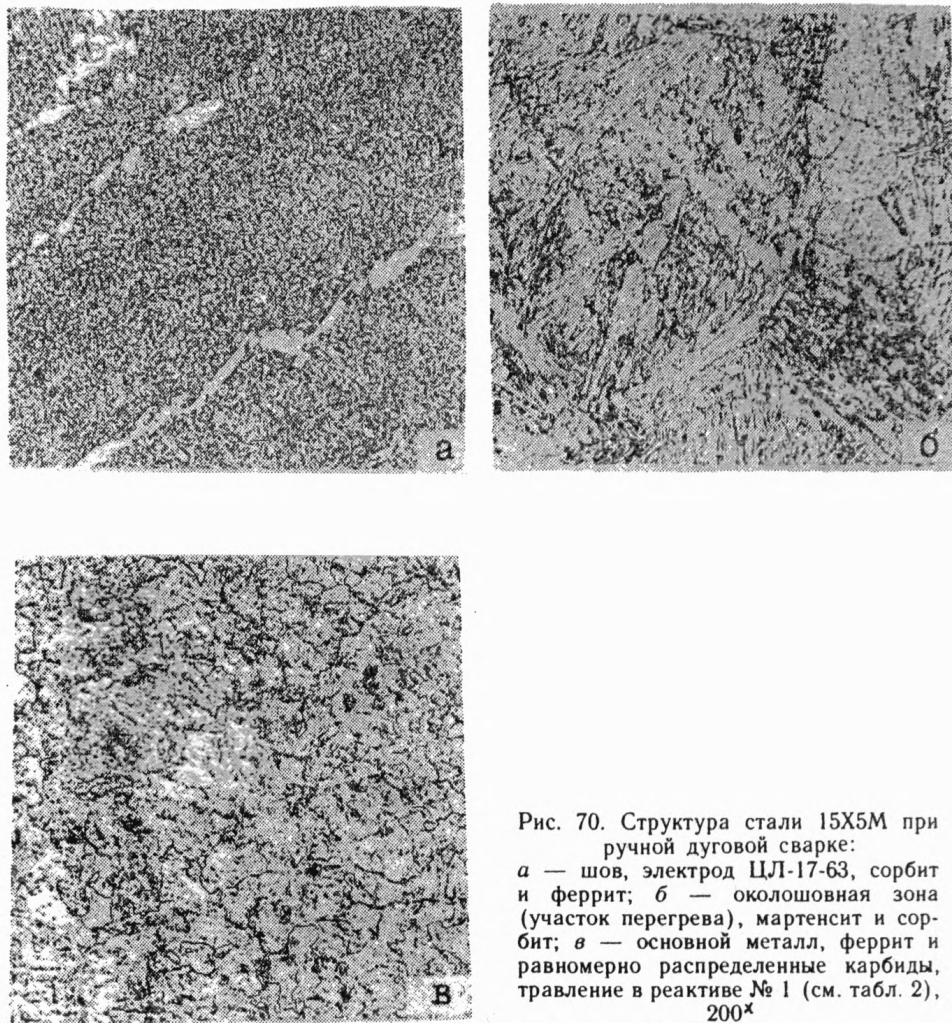 а
б
в
Рис. 70. Структура стали 15Х5М при
ручной дуговой сварке:
а — шов, электрод ЦЛ-17-63, сорбит
и феррит; б — околошовная зона
(участок перегрева), мартенсит и сор-
бит; в — основной металл, феррит и
равномерно распределенные карбиды,
травление в реактиве № 1 (см. табл. 2),
200ˣ